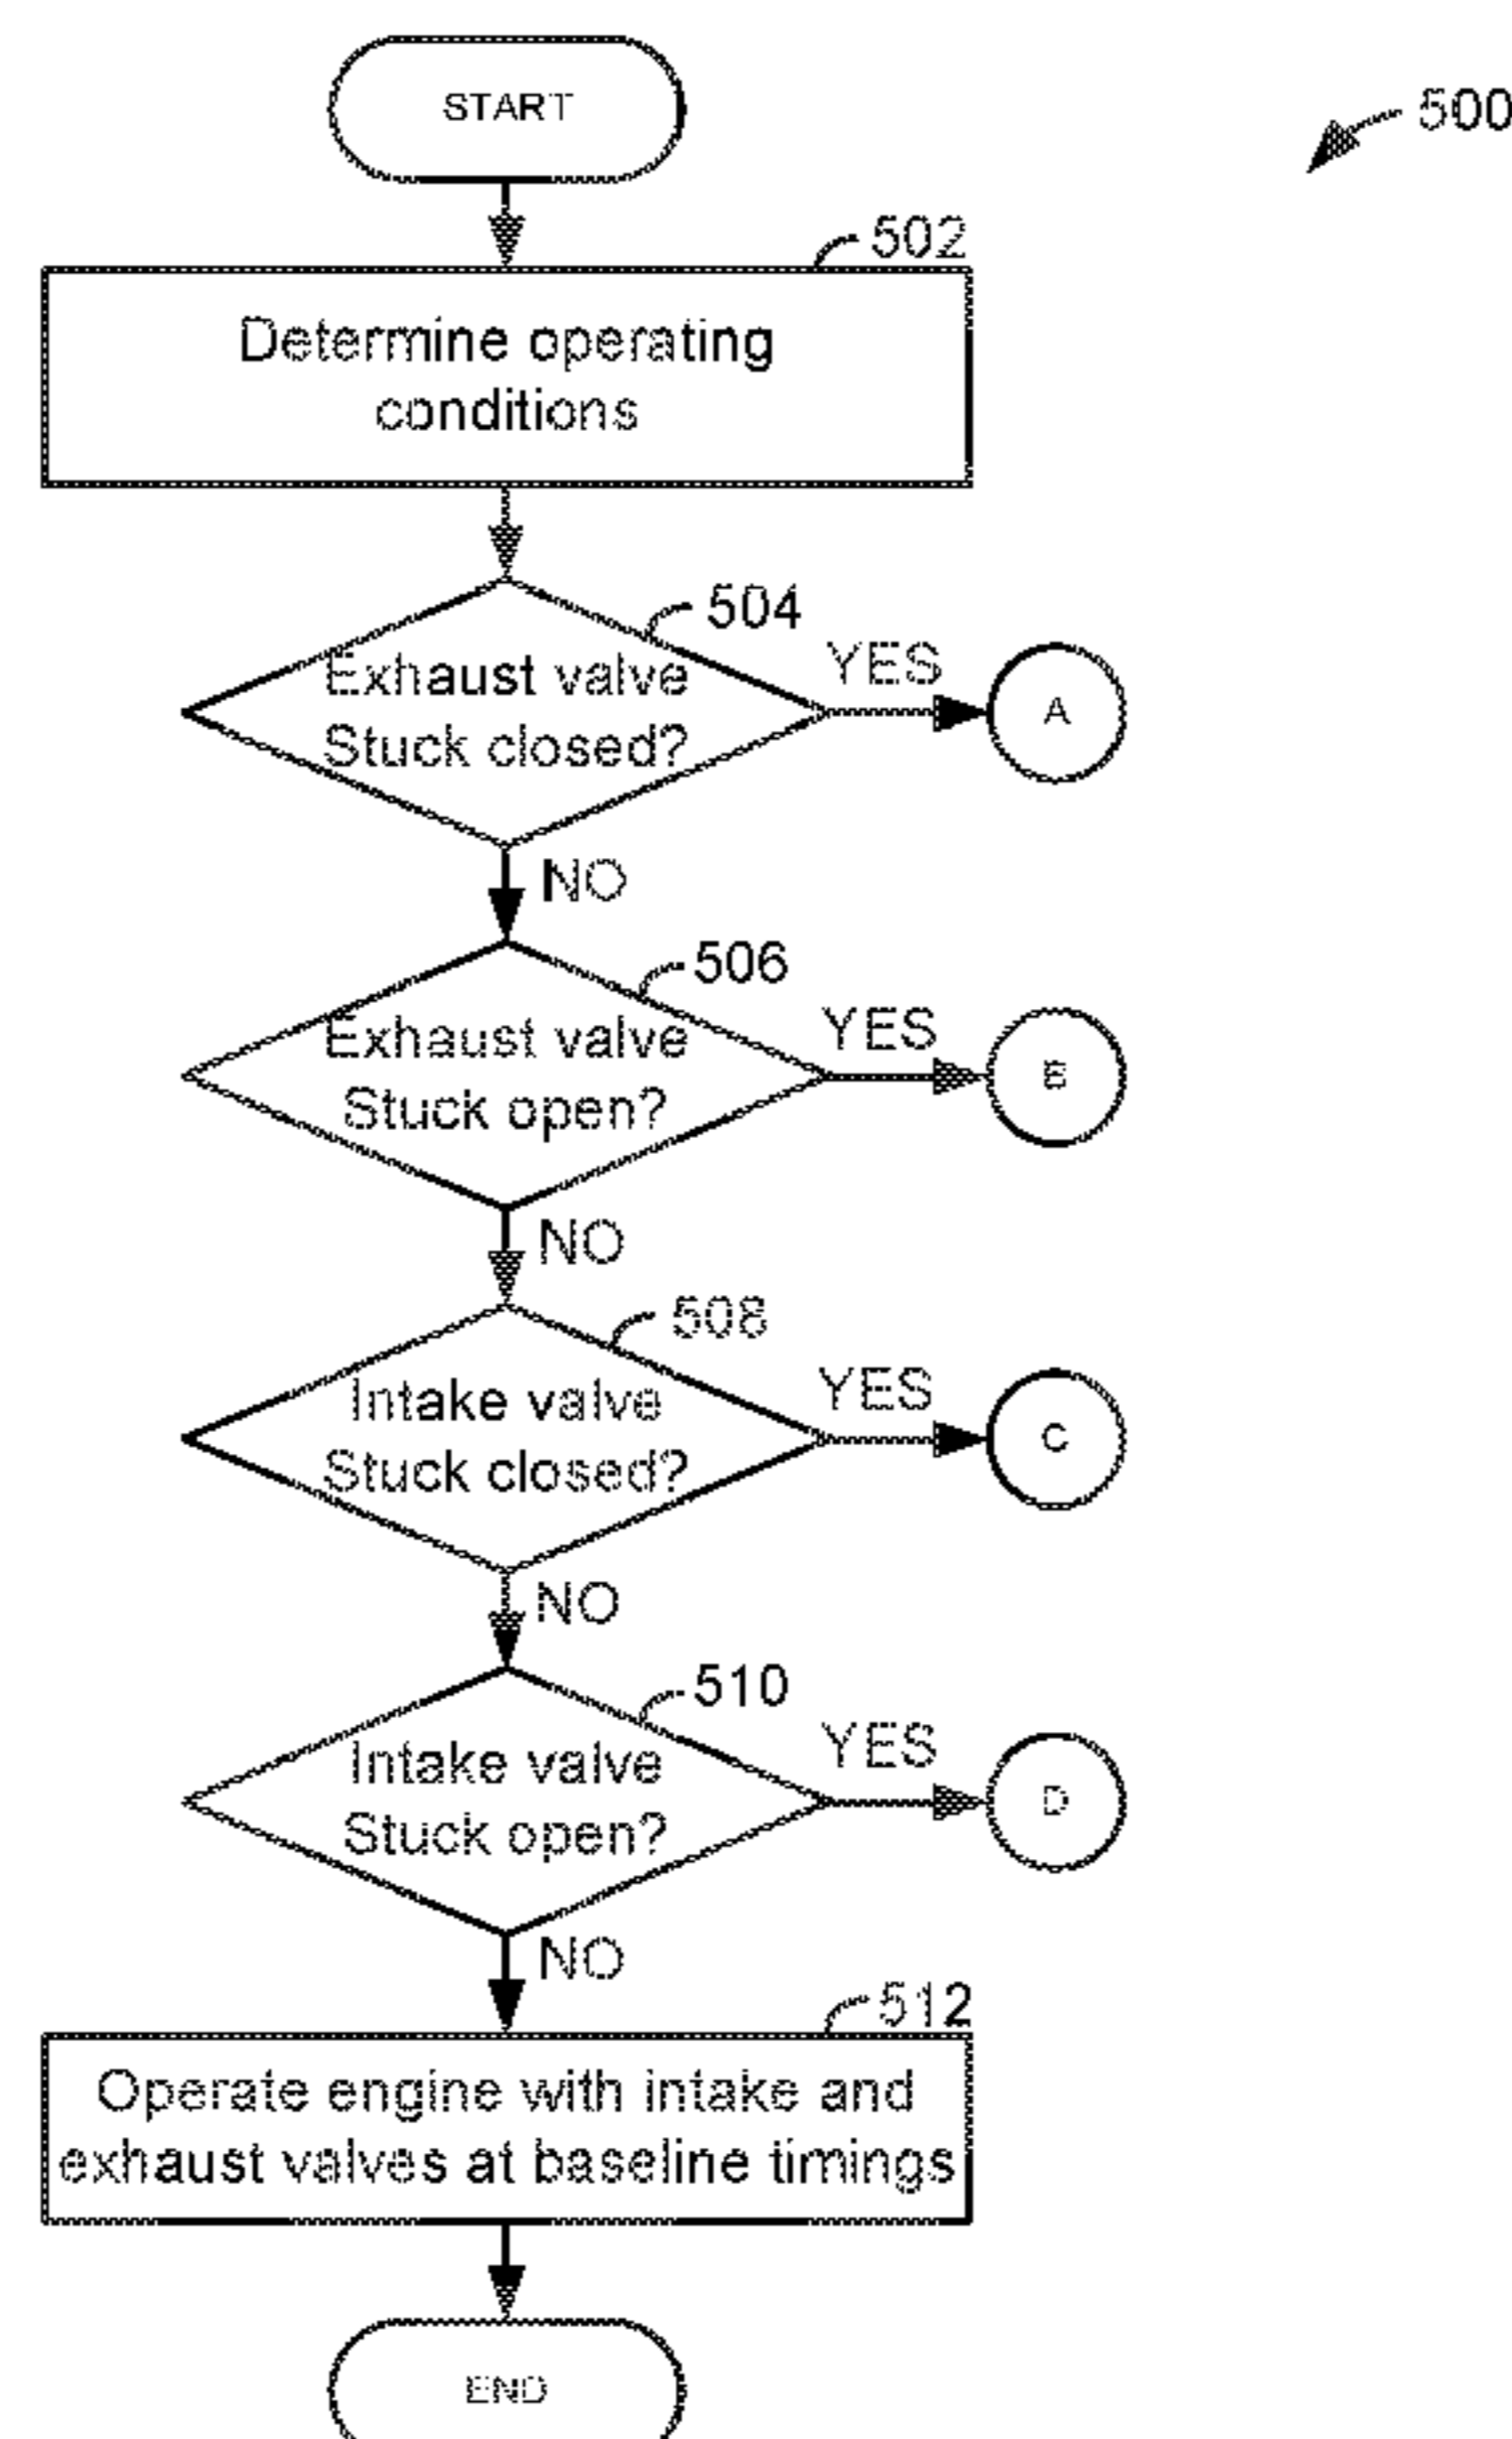 START
500
502
Determine operating
conditions
504
Exhaust valve
Stuck closed?
YES
A
NO
506
Exhaust valve
Stuck open?
YES
B
NO
508
Intake valve
Stuck closed?
YES
C
NO
510
Intake valve
Stuck open?
YES
D
NO
512
Operate engine with intake and
exhaust valves at baseline timings
END